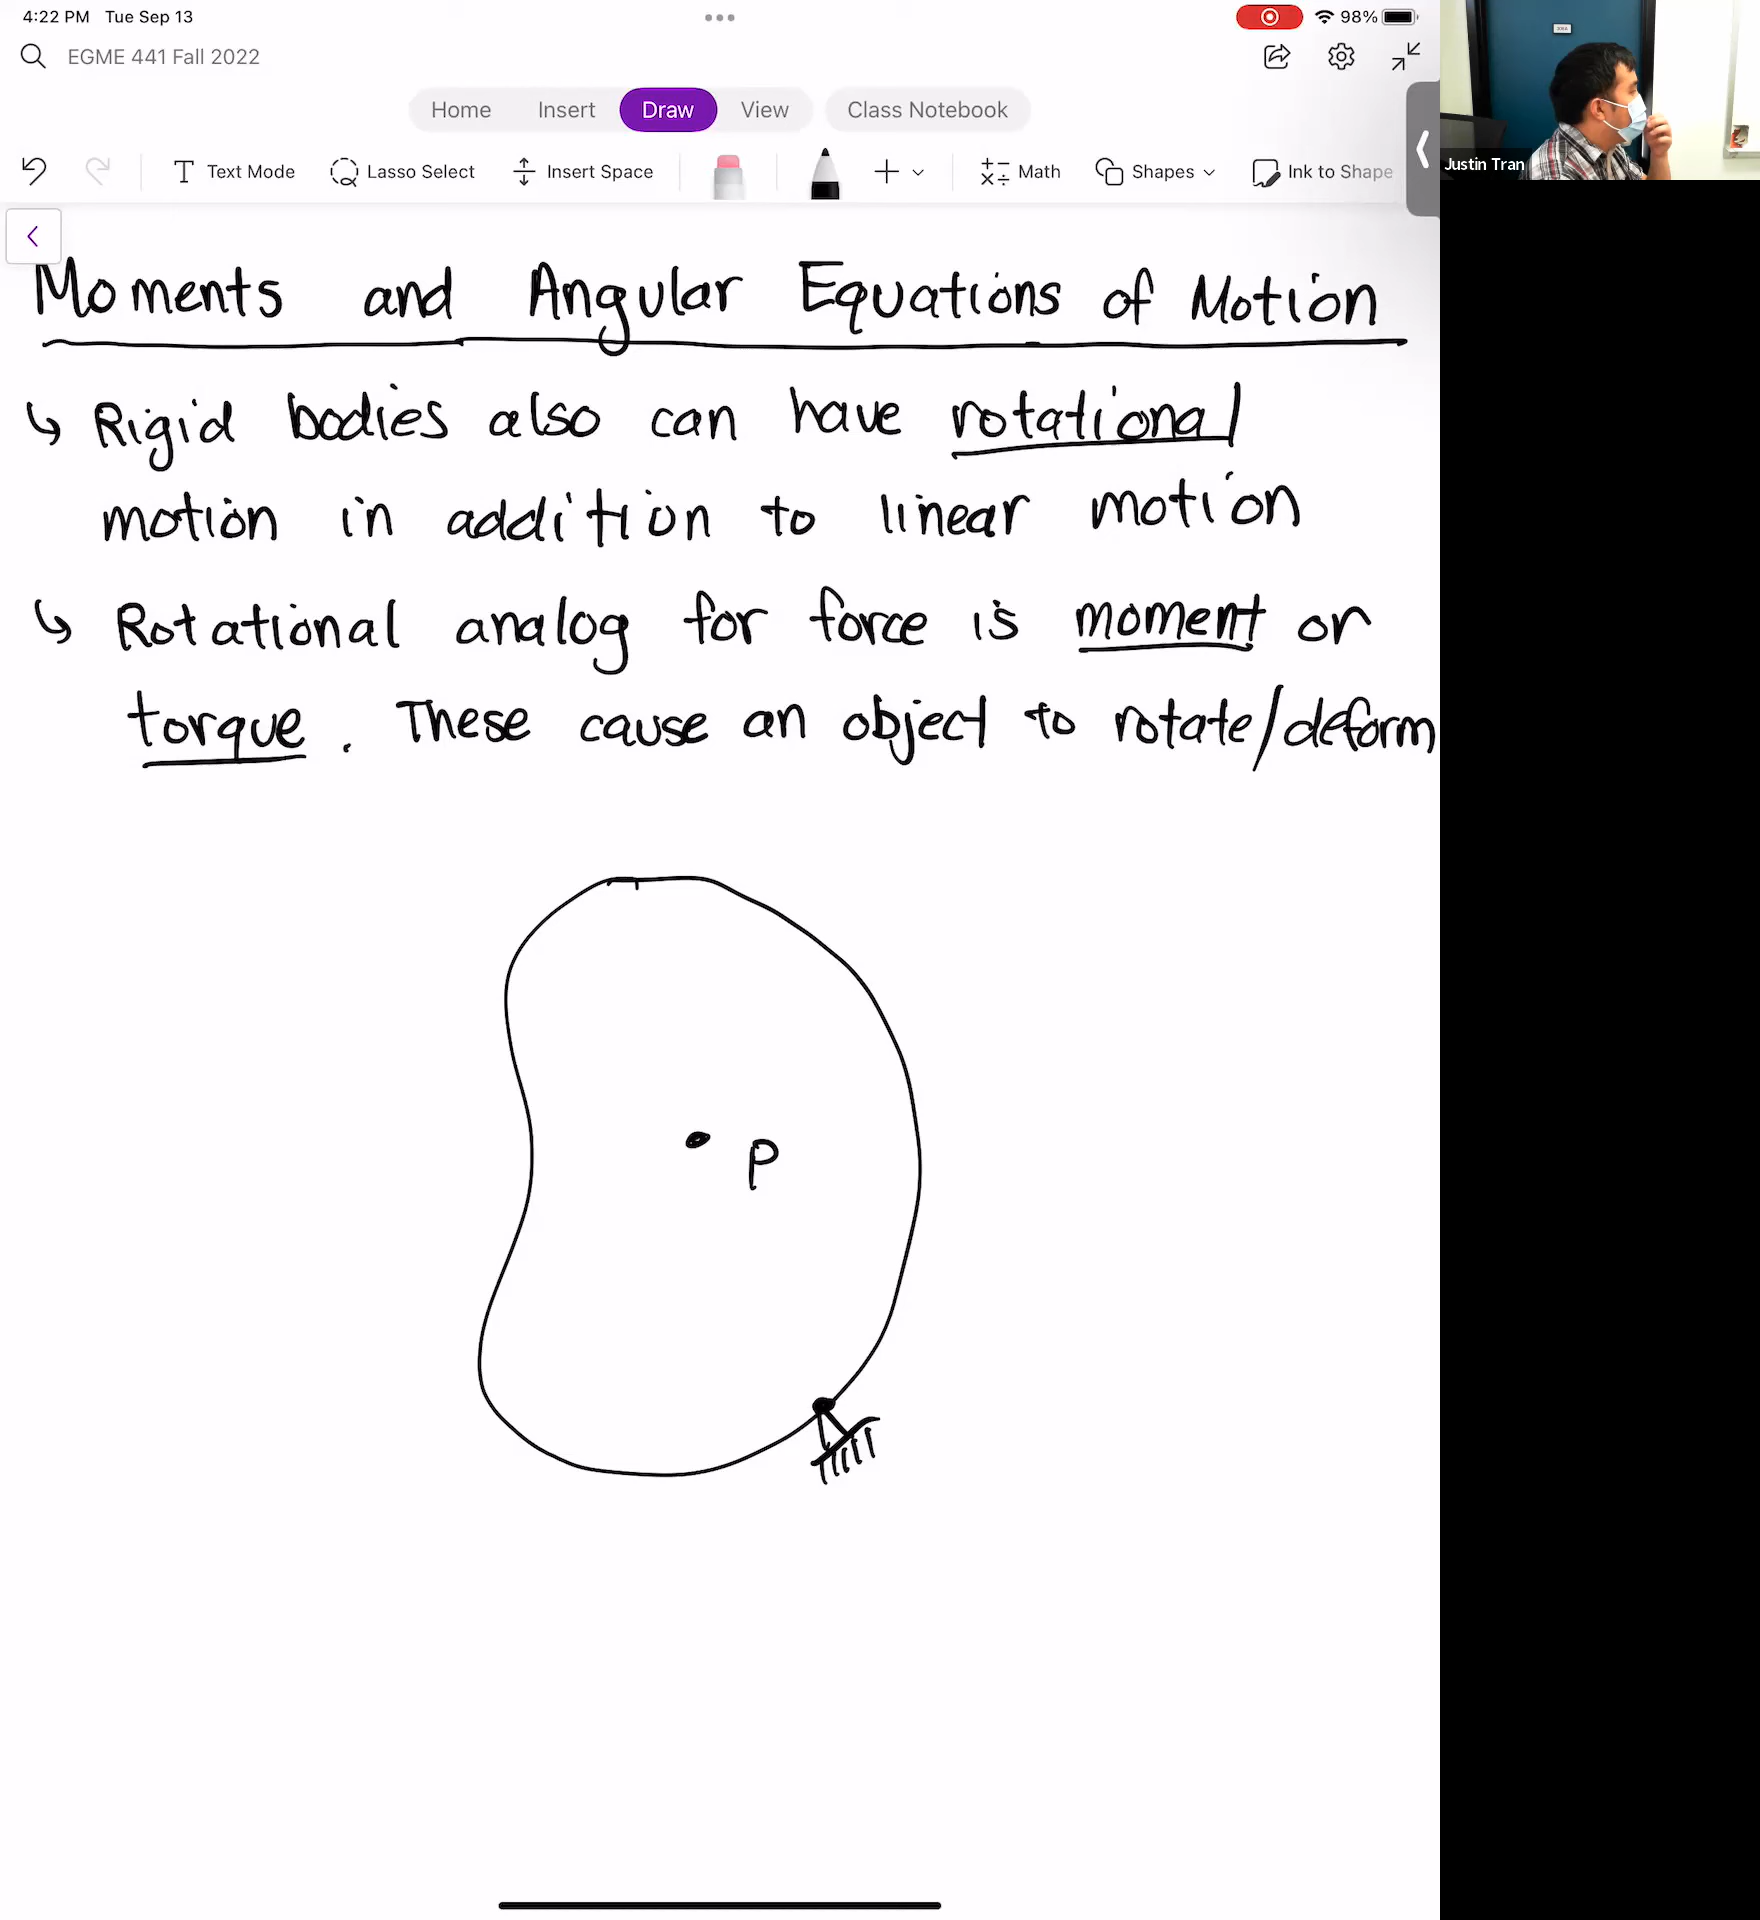 4:22 PM Tue Sep 13
98%
EGME 441 Fall 2022
Home Insert Draw View Class Notebook
Text Mode Lasso Select Insert Space Math Shapes Ink to Shape
Justin Tran
Moments and Angular Equations of Motion
↳ Rigid bodies also can have rotational
motion in addition to linear motion
↳ Rotational analog for force is moment or
torque. These cause an object to rotate/deform
P